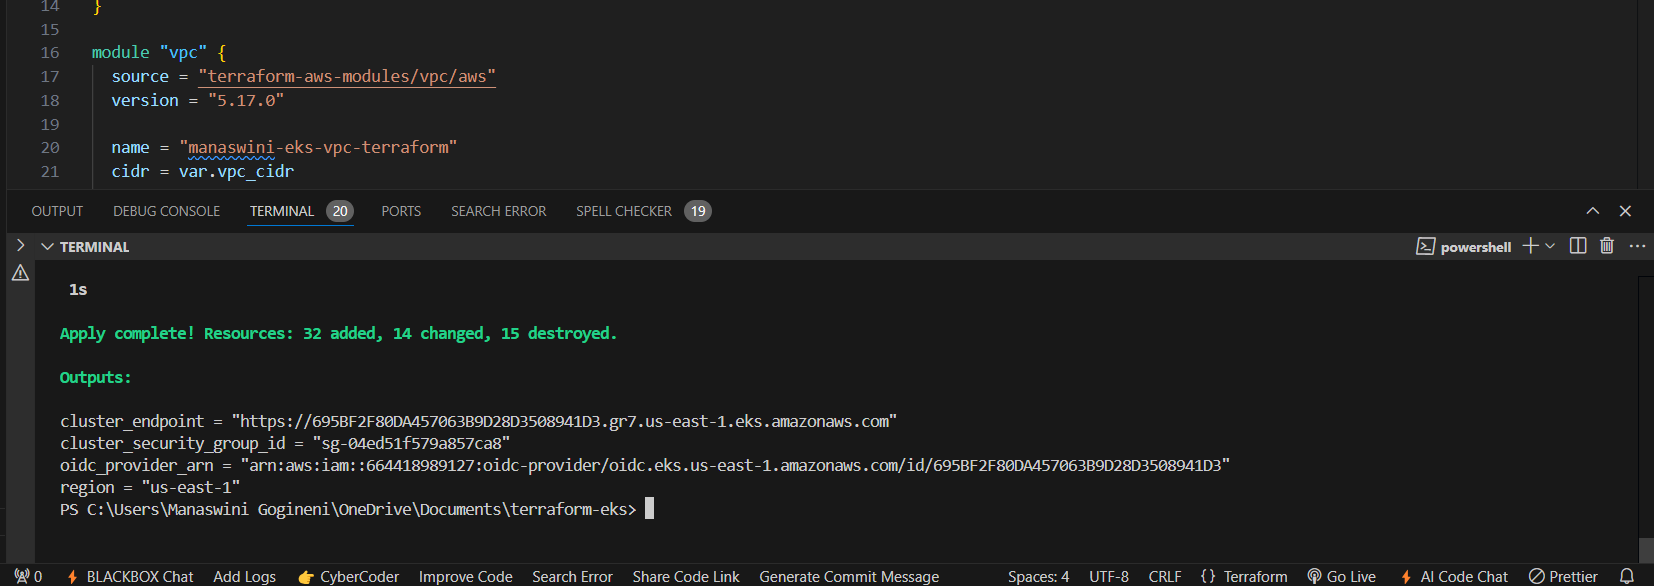 14 }
15
16 module "vpc" {
17 source = "terraform-aws-modules/vpc/aws"
18 version = "5.17.0"
19
20 name = "manaswini-eks-vpc-terraform"
21 cidr = var.vpc_cidr
OUTPUT DEBUG CONSOLE TERMINAL 20 PORTS SEARCH ERROR SPELL CHECKER 19
TERMINAL powershell
1s
Apply complete! Resources: 32 added, 14 changed, 15 destroyed.
Outputs:
cluster_endpoint = "https://695BF2F80DA457063B9D28D3508941D3.gr7.us-east-1.eks.amazonaws.com"
cluster_security_group_id = "sg-04ed51f579a857ca8"
oidc_provider_arn = "arn:aws:iam::664418989127:oidc-provider/oidc.eks.us-east-1.amazonaws.com/id/695BF2F80DA457063B9D28D3508941D3"
region = "us-east-1"
PS C:\Users\Manaswini Gogineni\OneDrive\Documents\terraform-eks>
0 BLACKBOX Chat Add Logs 👉 CyberCoder Improve Code Search Error Share Code Link Generate Commit Message Spaces: 4 UTF-8 CRLF {} Terraform Go Live AI Code Chat Prettier